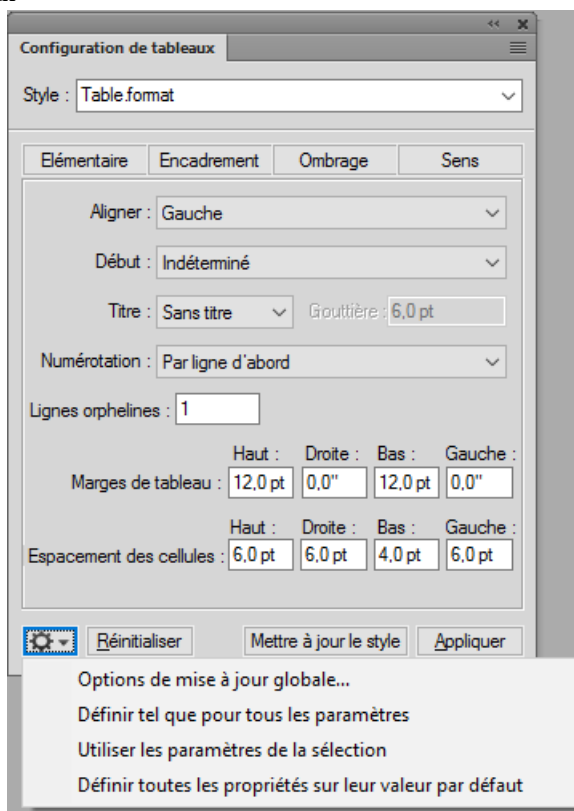 Configuration de tableaux
Style : Table.format
Elémentaire Encadrement Ombrage Sens
Aligner : Gauche
Début : Indéterminé
Titre : Sans titre Gouttière : 6,0 pt
Numérotation : Par ligne d'abord
Lignes orphelines : 1
Haut : Droite : Bas : Gauche :
Marges de tableau : 12,0 pt 0,0" 12,0 pt 0,0"
Haut : Droite : Bas : Gauche :
Espacement des cellules : 6,0 pt 6,0 pt 4,0 pt 6,0 pt
Réinitialiser Mettre à jour le style Appliquer
Options de mise à jour globale...
Définir tel que pour tous les paramètres
Utiliser les paramètres de la sélection
Définir toutes les propriétés sur leur valeur par défaut